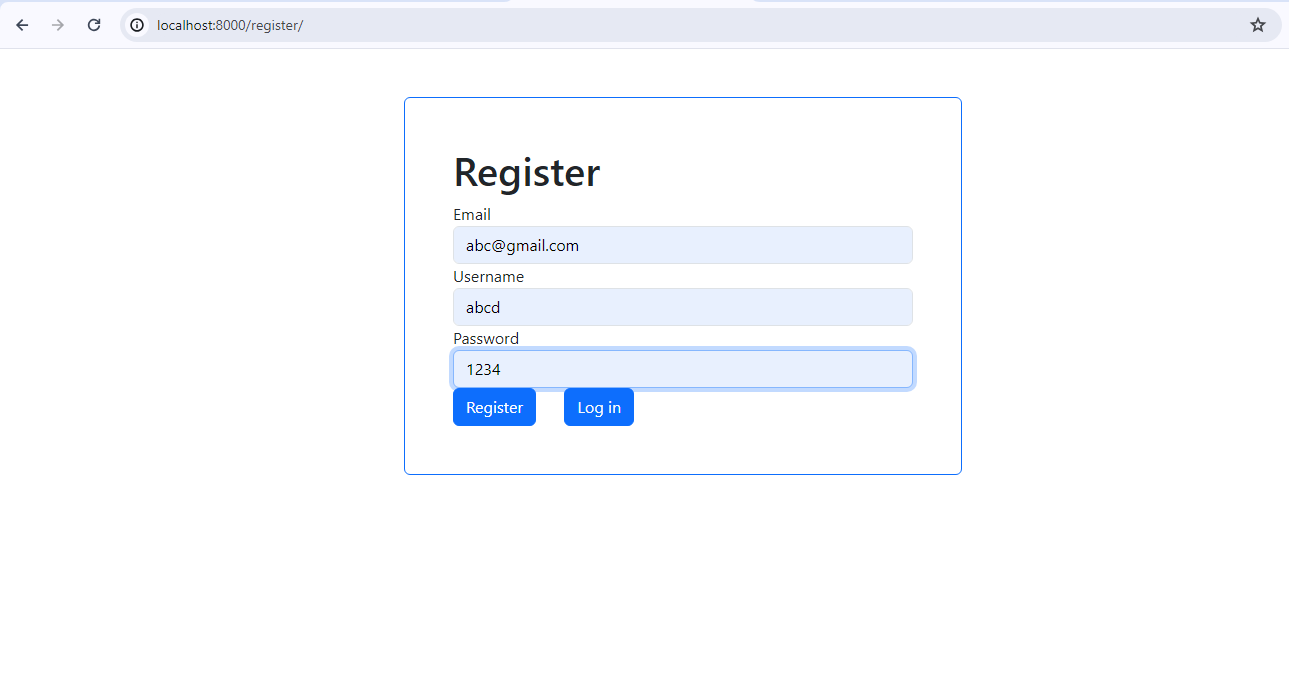 localhost:8000/register/
Register
Email
abc@gmail.com
Username
abcd
Password
1234
Register Log in